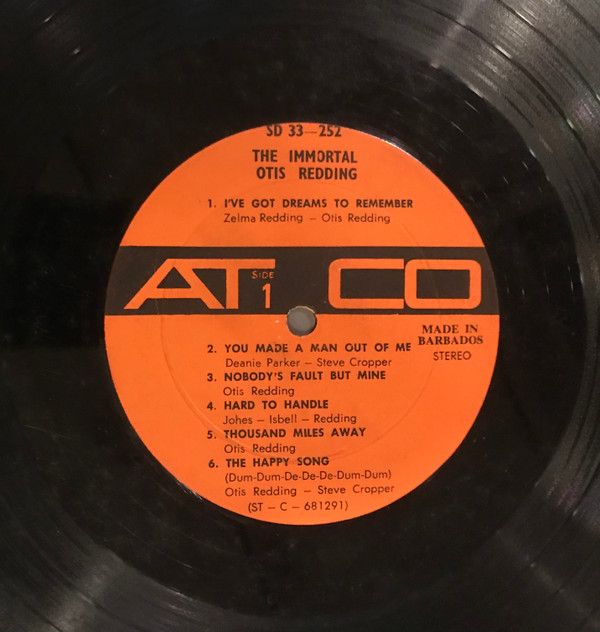 SD 33—252
THE IMMORTAL
OTIS REDDING
1. I'VE GOT DREAMS TO REMEMBER
Zelma Redding – Otis Redding
ATCO
SIDE
1
MADE IN
BARBADOS
STEREO
2. YOU MADE A MAN OUT OF ME
Deanie Parker – Steve Cropper
3. NOBODY'S FAULT BUT MINE
Otis Redding
4. HARD TO HANDLE
Johes – Isbell – Redding
5. THOUSAND MILES AWAY
Otis Redding
6. THE HAPPY SONG
(Dum-Dum-De-De-De-Dum-Dum)
Otis Redding – Steve Cropper
(ST – C – 681291)